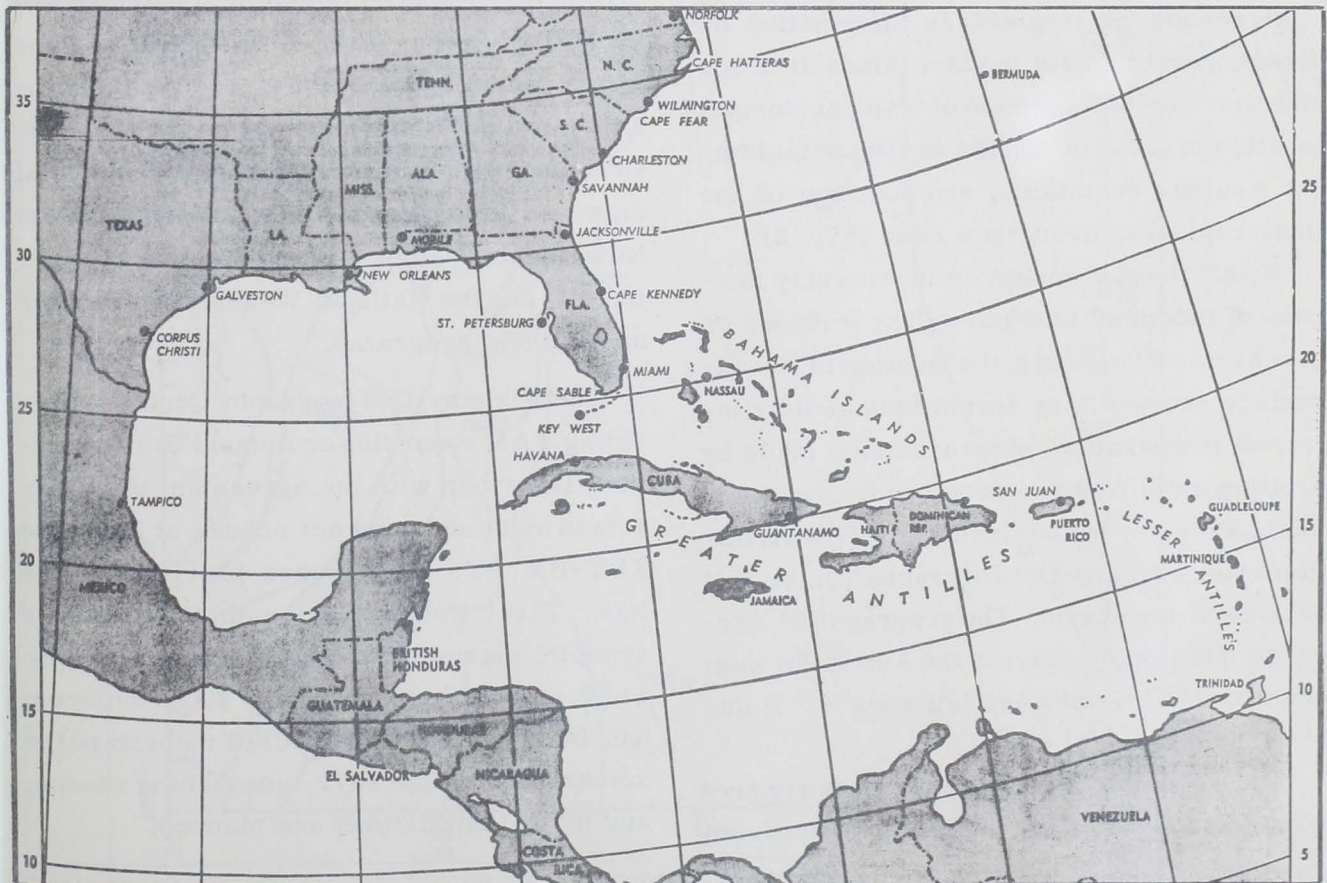 NORFOLK
N. C.
CAPE HATTERAS
TENN.
BERMUDA
35
WILMINGTON
CAPE FEAR
S. C.
CHARLESTON
MISS.
ALA.
GA.
SAVANNAH
25
TEXAS
LA.
MOBILE
JACKSONVILLE
30
NEW ORLEANS
GALVESTON
FLA.
CAPE KENNEDY
ST. PETERSBURG
CORPUS
CHRISTI
BAHAMA ISLANDS
20
MIAMI
CAPE SABLE
NASSAU
25
KEY WEST
HAVANA
CUBA
TAMPICO
SAN JUAN
GUADLELOUPE
GUANTANAMO
HAITI
DOMINICAN
REP.
PUERTO
RICO
15
LESSER ANTILLES
GREATER ANTILLES
MARTINIQUE
20
MEXICO
JAMAICA
BRITISH
HONDURAS
TRINIDAD
10
GUATEMALA
15
HONDURAS
EL SALVADOR
NICARAGUA
VENEZUELA
COSTA
RICA
10
5